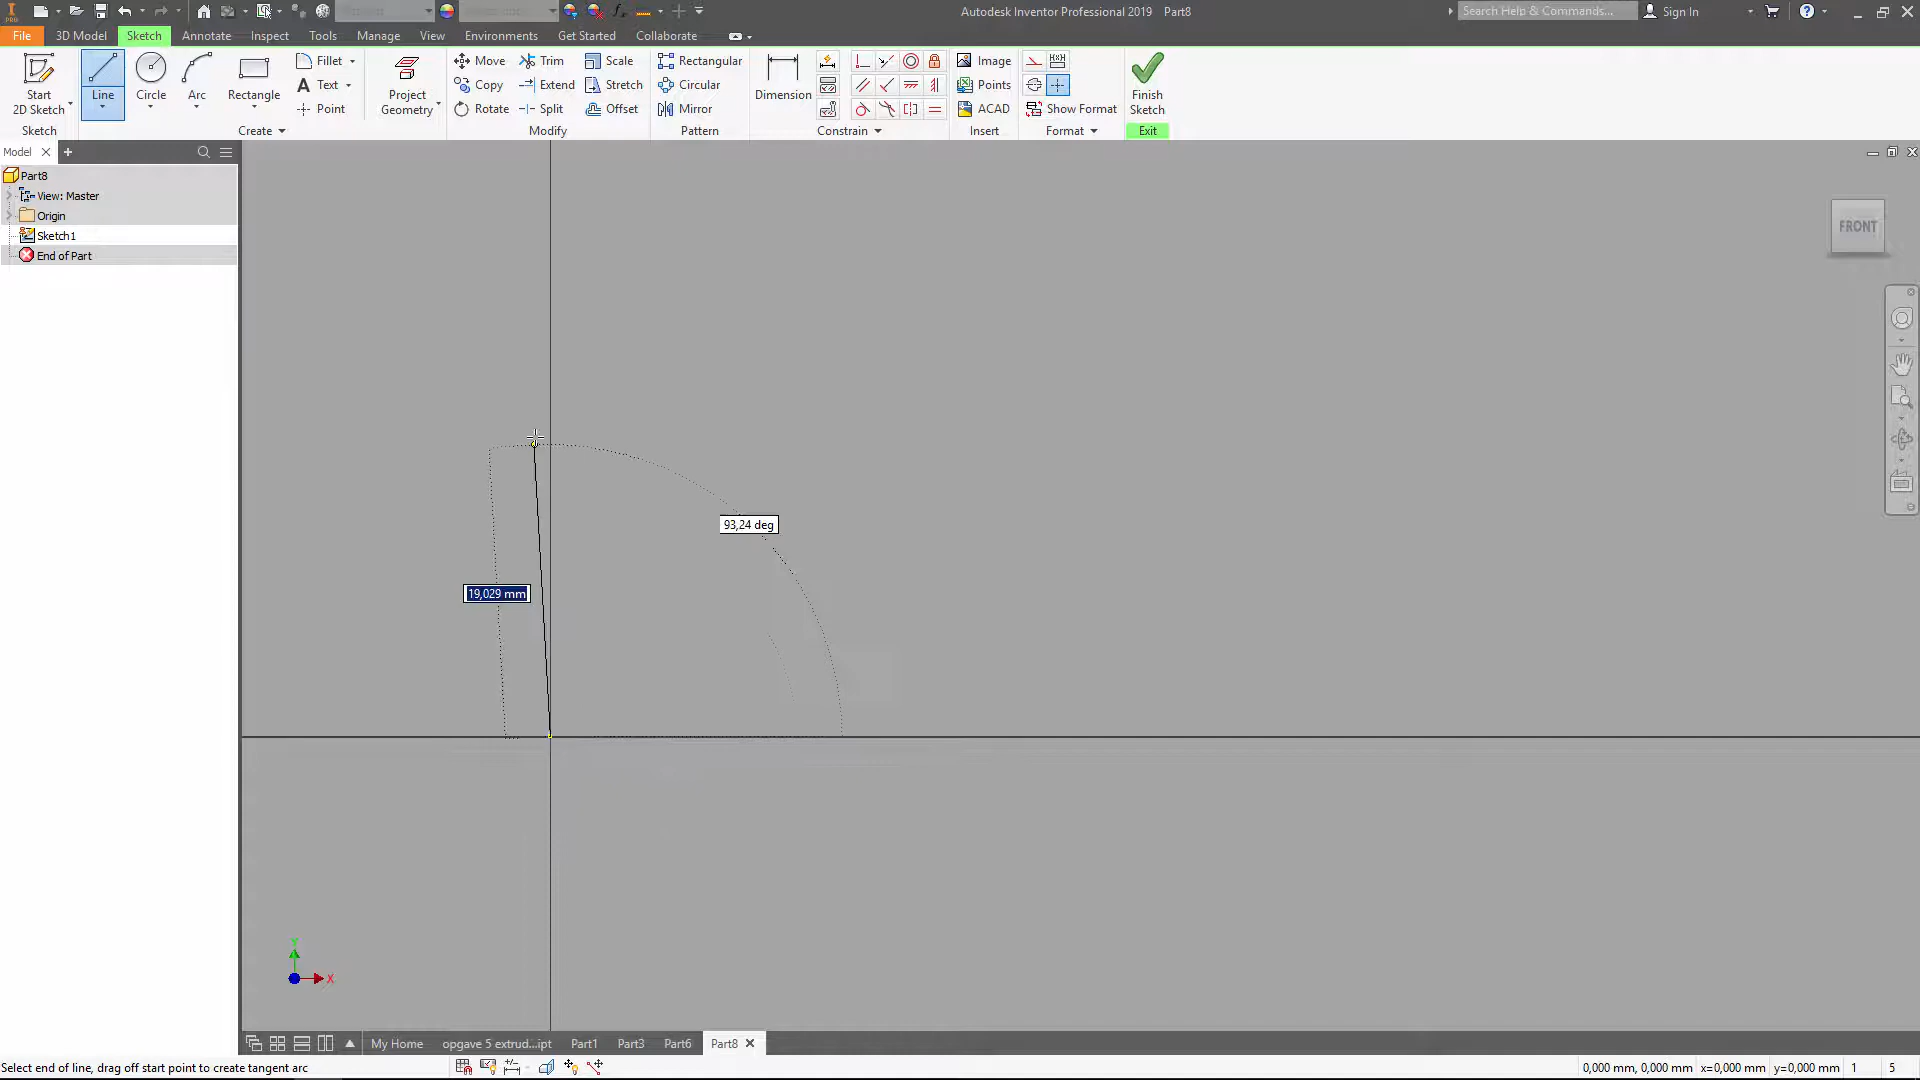 Autodesk Inventor Professional 2019 Part8
Search Help & Commands...
Sign In
File
3D Model
Sketch
Annotate
Inspect
Tools
Manage
View
Environments
Get Started
Collaborate
Start
2D Sketch
Line
Circle
Arc
Rectangle
Fillet
Text
Point
Project
Geometry
Move
Copy
Rotate
Trim
Extend
Split
Scale
Stretch
Offset
Rectangular
Circular
Mirror
Dimension
Image
Points
ACAD
Show Format
Finish
Sketch
Sketch
Create
Modify
Pattern
Constrain
Insert
Format
Exit
Model
Part8
View: Master
Origin
Sketch1
End of Part
FRONT
93,24 deg
19,029 mm
Y
X
My Home
opgave 5 extrud...ipt
Part1
Part3
Part6
Part8
Select end of line, drag off start point to create tangent arc
0,000 mm, 0,000 mm
x=0,000 mm
y=0,000 mm
1
5